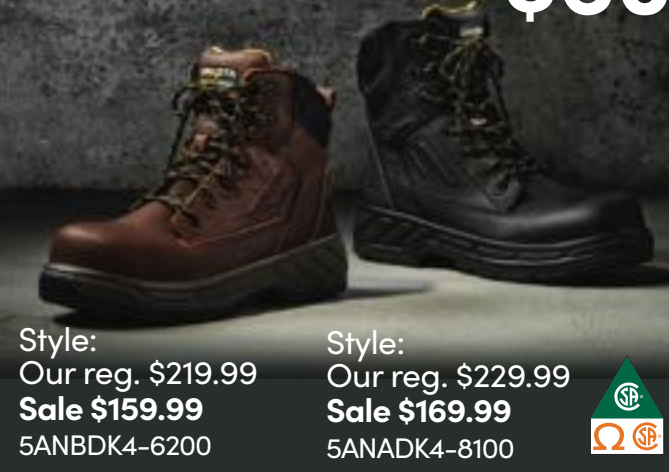 Style:
Our reg. $219.99
Sale $159.99
5ANBDK4-6200
Style:
Our reg. $229.99
Sale $169.99
5ANADK4-8100
Ω